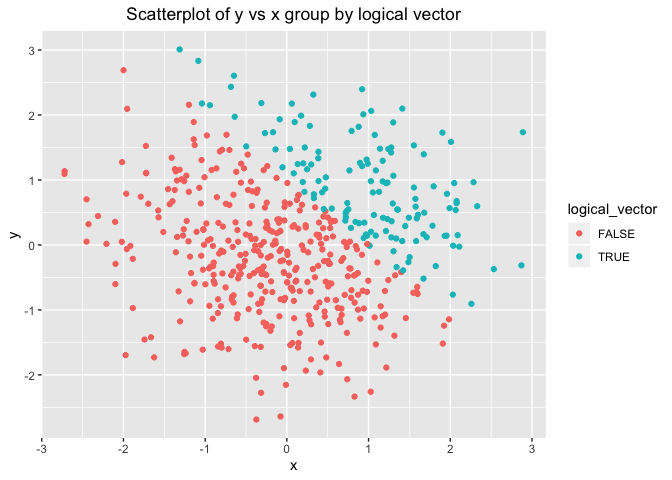 Scatterplot of y vs x group by logical vector
3
2
1
0
-1
-2
y
-3
-2
-1
0
1
2
3
x
logical_vector
FALSE
TRUE